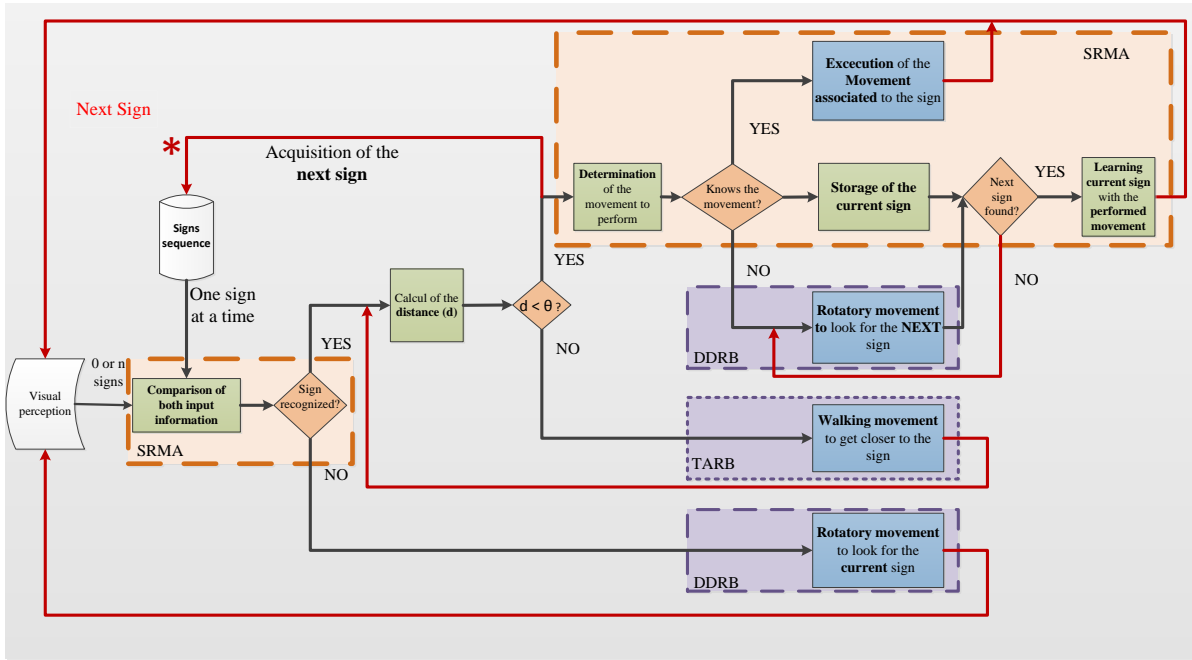 SRMA
Excecution of the
Movement
associated to the sign
Next Sign
YES
*
Acquisition of the
next sign
Determination
of the
movement to
perform
Knows the
movement?
Storage of the
current sign
Next
sign
found?
YES
Learning
current sign
with the
performed
movement
Signs
sequence
YES
NO
NO
One sign
at a time
Calcul of the
distance (d)
d < θ ?
Rotatory movement
to look for the NEXT
sign
DDRB
YES
NO
0 or n
signs
Visual
perception
Comparison of
both input
information
Sign
recognized?
SRMA
NO
Walking movement
to get closer to the
sign
TARB
Rotatory movement
to look for the
current sign
DDRB